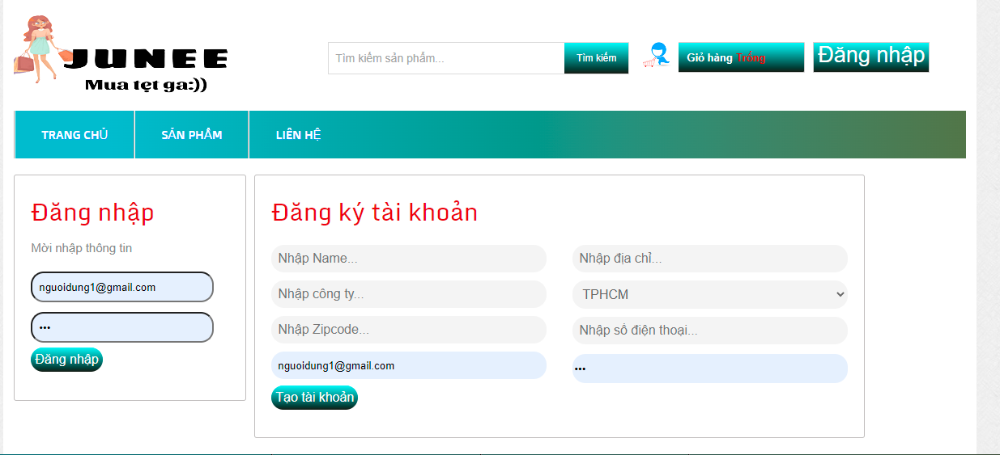 JUNEE
Mua tẹt ga:))
Tìm kiếm sản phẩm...
Tìm kiếm
Giỏ hàng Trống
Đăng nhập
TRANG CHỦ
SẢN PHẨM
LIÊN HỆ
Đăng nhập
Mời nhập thông tin
nguoidung1@gmail.com
•••
Đăng nhập
Đăng ký tài khoản
Nhập Name...
Nhập địa chỉ...
Nhập công ty...
TPHCM
Nhập Zipcode...
Nhập số điện thoại...
nguoidung1@gmail.com
•••
Tạo tài khoản